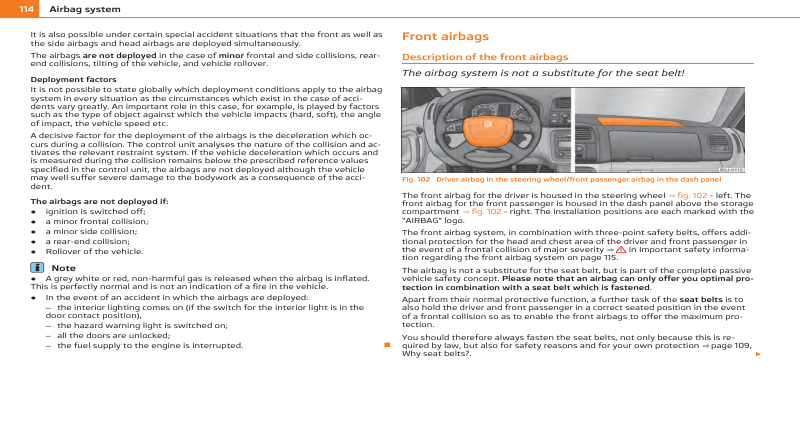 114 Airbag system
It is also possible under certain special accident situations that the front as well as
the side airbags and head airbags are deployed simultaneously.
The airbags are not deployed in the case of minor frontal and side collisions, rear-
end collisions, tilting of the vehicle, and vehicle rollover.
Deployment factors
It is not possible to state globally which deployment conditions apply to the airbag
system in every situation as the circumstances which exist in the case of acci-
dents vary greatly. An important role in this case, for example, is played by factors
such as the type of object against which the vehicle impacts (hard, soft), the angle
of impact, the vehicle speed etc.
A decisive factor for the deployment of the airbags is the deceleration which oc-
curs during a collision. The control unit analyses the nature of the collision and ac-
tivates the relevant restraint system. If the vehicle deceleration which occurs and
is measured during the collision remains below the prescribed reference values
specified in the control unit, the airbags are not deployed although the vehicle
may well suffer severe damage to the bodywork as a consequence of the acci-
dent.
The airbags are not deployed if:
● ignition is switched off;
● a minor frontal collision;
● a minor side collision;
● a rear-end collision;
● Rollover of the vehicle.
i Note
● A grey white or red, non-harmful gas is released when the airbag is inflated.
This is perfectly normal and is not an indication of a fire in the vehicle.
● In the event of an accident in which the airbags are deployed:
– the interior lighting comes on (if the switch for the interior light is in the
door contact position),
– the hazard warning light is switched on;
– all the doors are unlocked;
– the fuel supply to the engine is interrupted.
Front airbags
Description of the front airbags
The airbag system is not a substitute for the seat belt!
Fig. 102 Driver airbag in the steering wheel/front passenger airbag in the dash panel
The front airbag for the driver is housed in the steering wheel ⇒ fig. 102 - left. The
front airbag for the front passenger is housed in the dash panel above the storage
compartment ⇒ fig. 102 - right. The installation positions are each marked with the
"AIRBAG" logo.
The front airbag system, in combination with three-point safety belts, offers addi-
tional protection for the head and chest area of the driver and front passenger in
the event of a frontal collision of major severity ⇒ ⚠ in Important safety informa-
tion regarding the front airbag system on page 115.
The airbag is not a substitute for the seat belt, but is part of the complete passive
vehicle safety concept. Please note that an airbag can only offer you optimal pro-
tection in combination with a seat belt which is fastened.
Apart from their normal protective function, a further task of the seat belts is to
also hold the driver and front passenger in a correct seated position in the event
of a frontal collision so as to enable the front airbags to offer the maximum pro-
tection.
You should therefore always fasten the seat belts, not only because this is re-
quired by law, but also for safety reasons and for your own protection ⇒ page 109,
Why seat belts?.